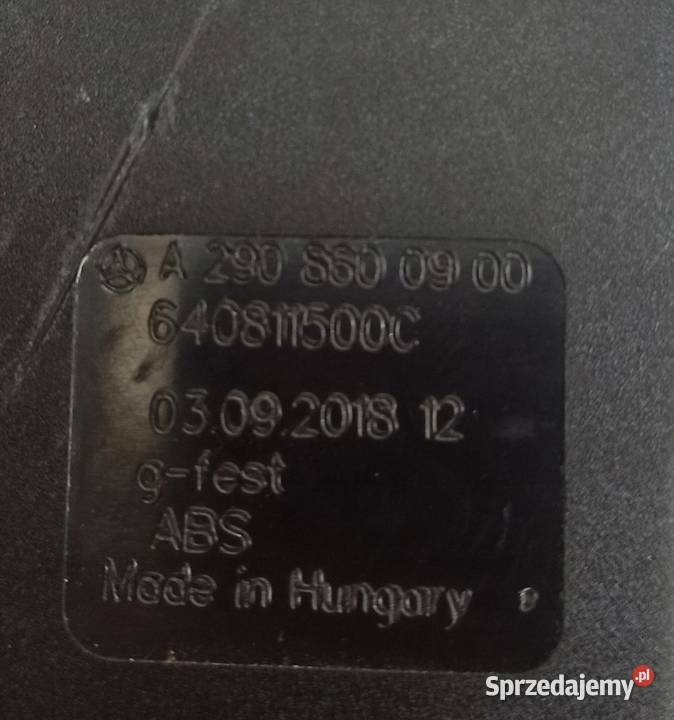 A 290 860 09 00
640811500C
03.09.2018 12
g-fest
ABS
Made in Hungary
Sprzedajemy.pl